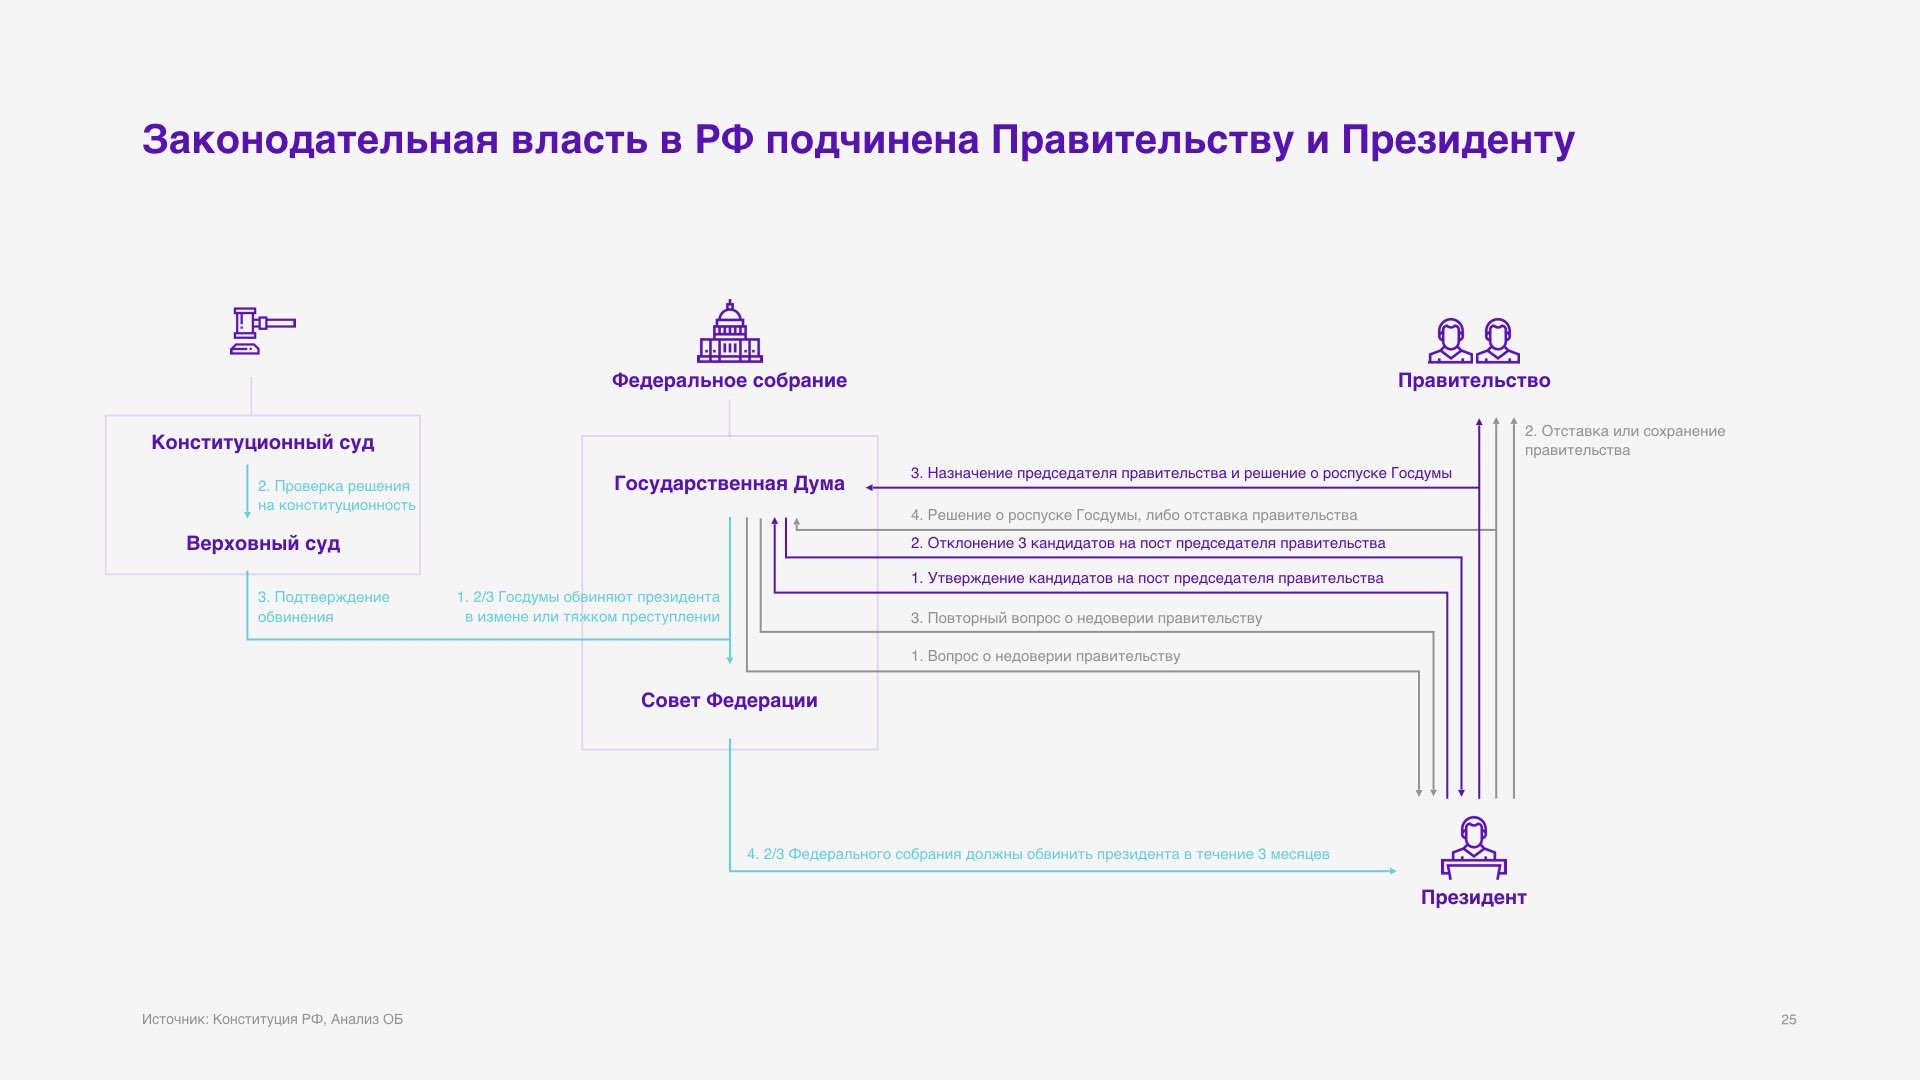 Законодательная власть в РФ подчинена Правительству и Президенту
Федеральное собрание
Правительство
Конституционный суд
2. Проверка решения
на конституционность
Верховный суд
3. Подтверждение
обвинения
1. 2/3 Госдумы обвиняют президента
в измене или тяжком преступлении
Государственная Дума
Совет Федерации
2. Отставка или сохранение
правительства
3. Назначение председателя правительства и решение о роспуске Госдумы
4. Решение о роспуске Госдумы, либо отставка правительства
2. Отклонение 3 кандидатов на пост председателя правительства
1. Утверждение кандидатов на пост председателя правительства
3. Повторный вопрос о недоверии правительству
1. Вопрос о недоверии правительству
4. 2/3 Федерального собрания должны обвинить президента в течение 3 месяцев
Президент
Источник: Конституция РФ, Анализ ОБ
25